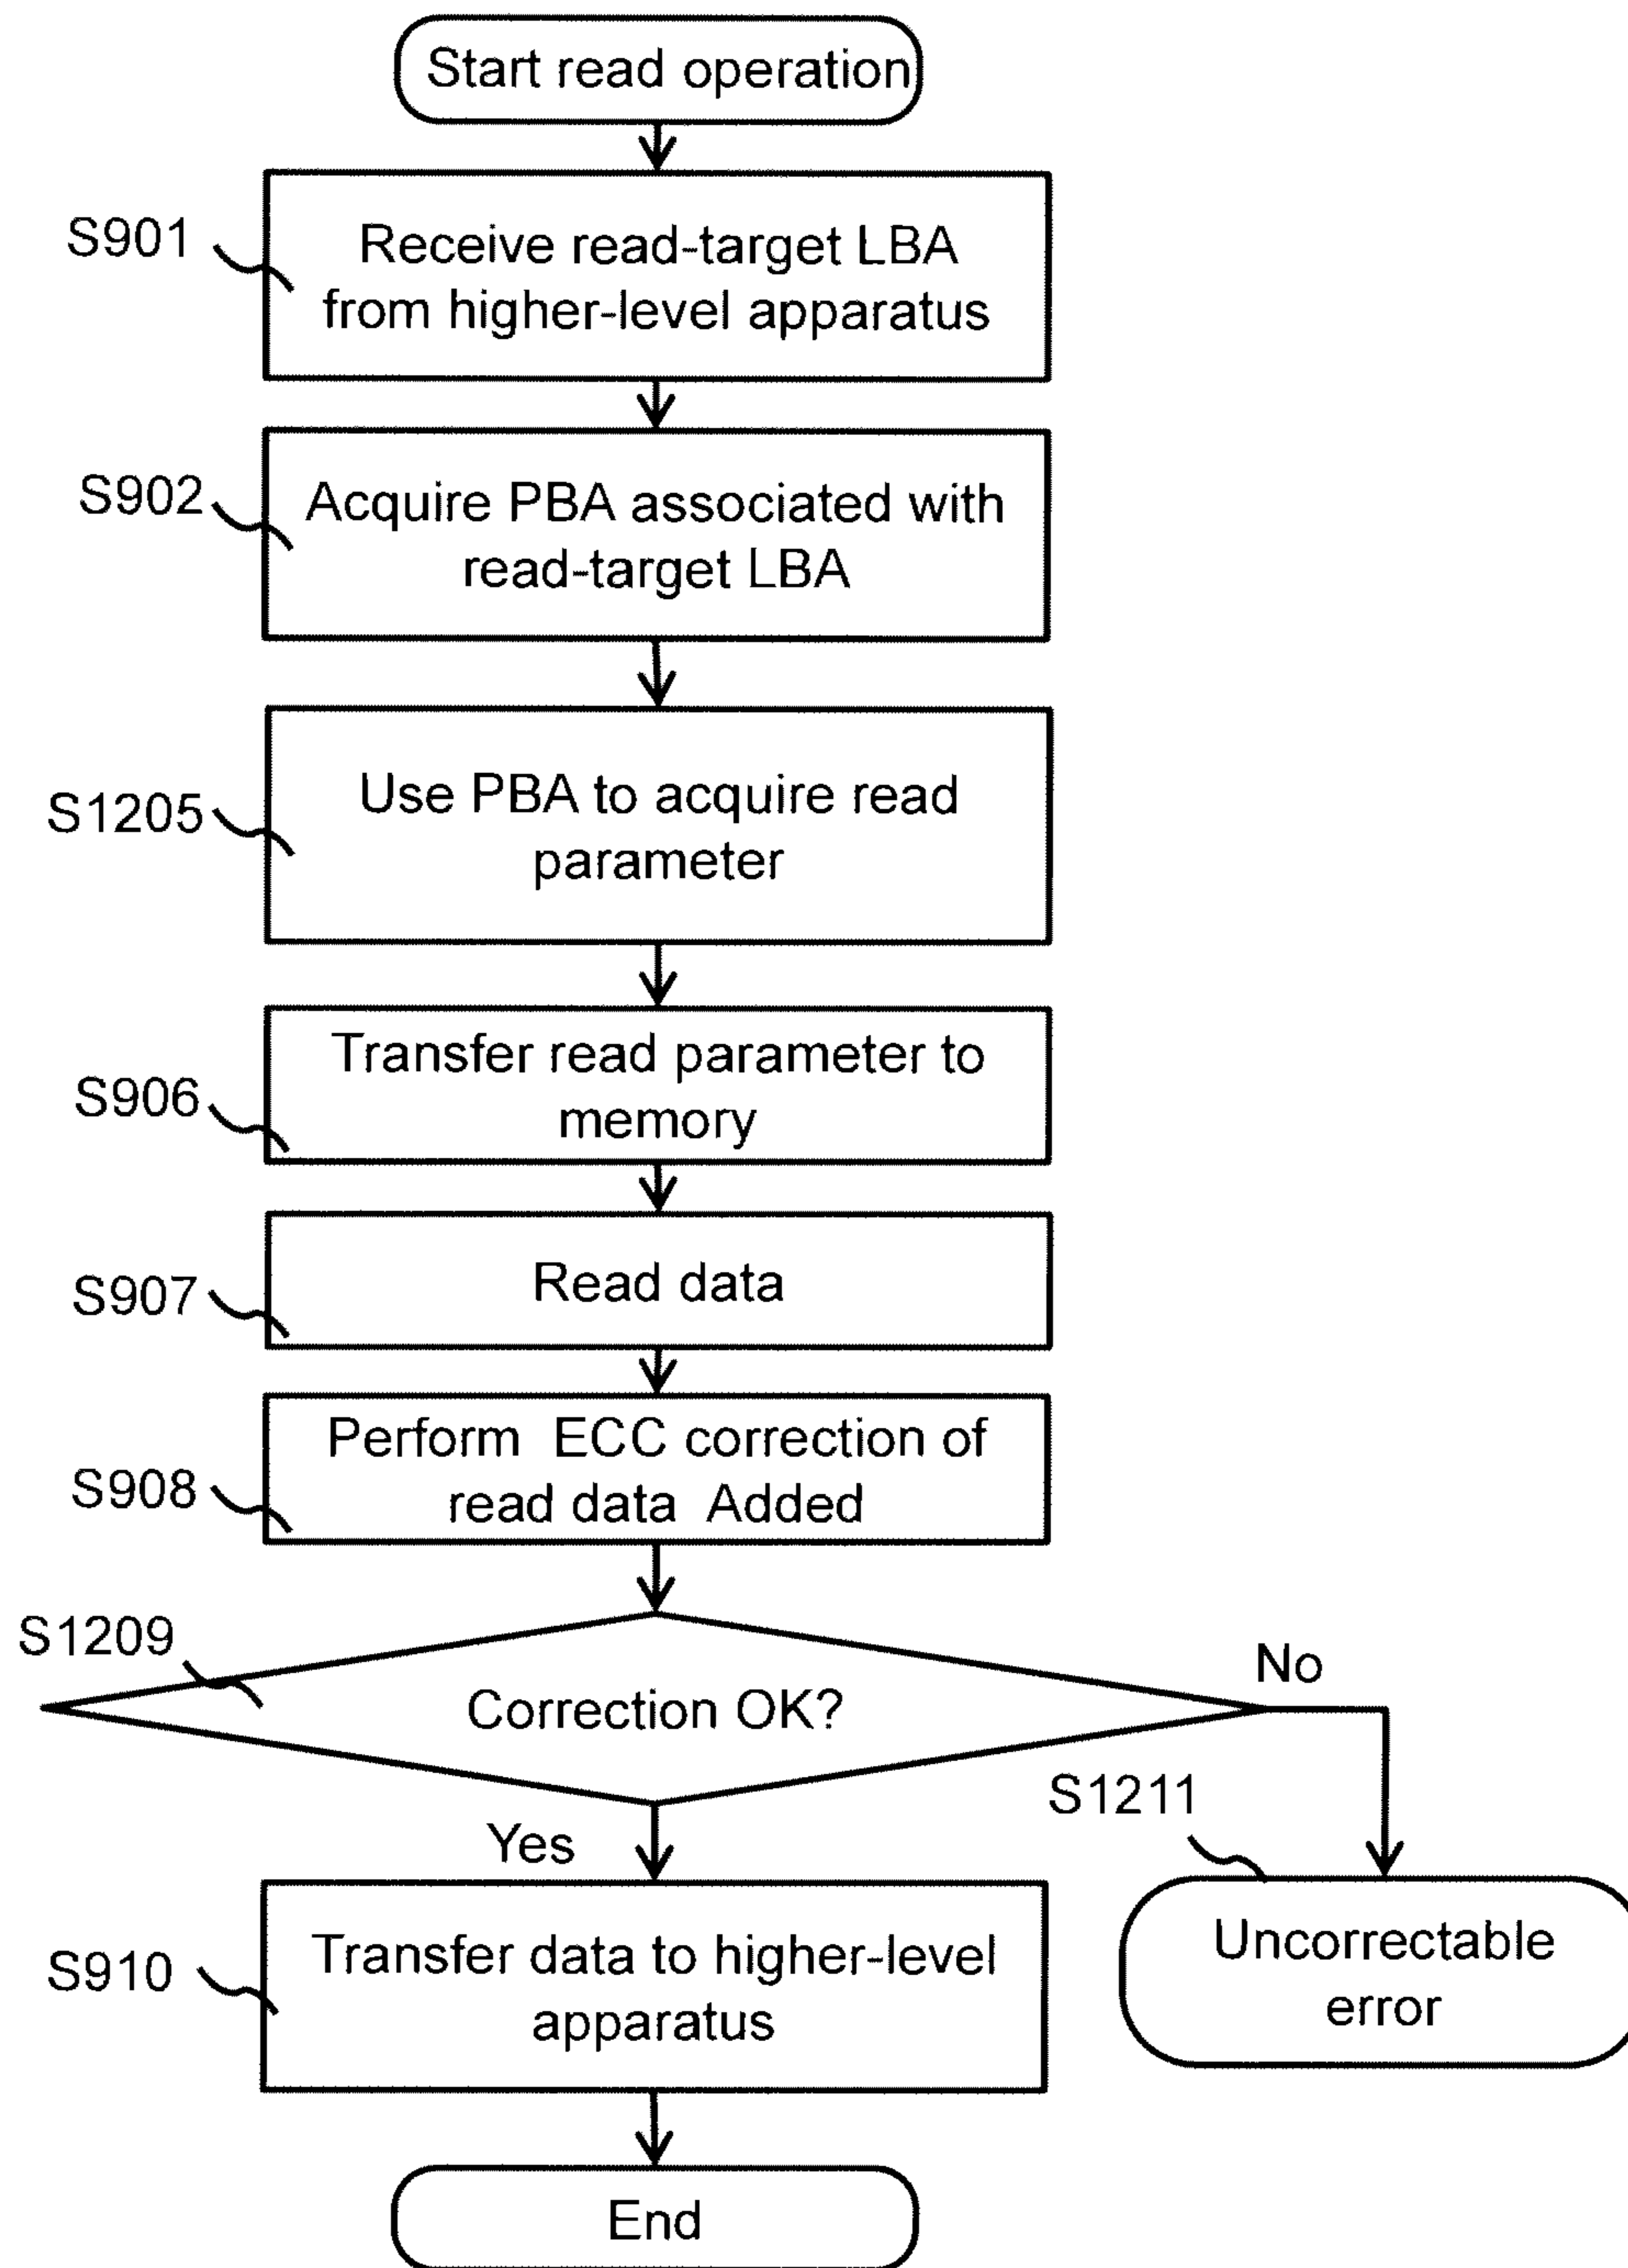 Start read operation
S901
Receive read-target LBA
from higher-level apparatus
S902
Acquire PBA associated with
read-target LBA
S1205
Use PBA to acquire read
parameter
Transfer read parameter to
memory
S906
Read data
S907
Perform ECC correction of
read data Added
S908
S1209
Correction OK?
No
Yes
S1211
Transfer data to higher-level
apparatus
S910
Uncorrectable
error
End